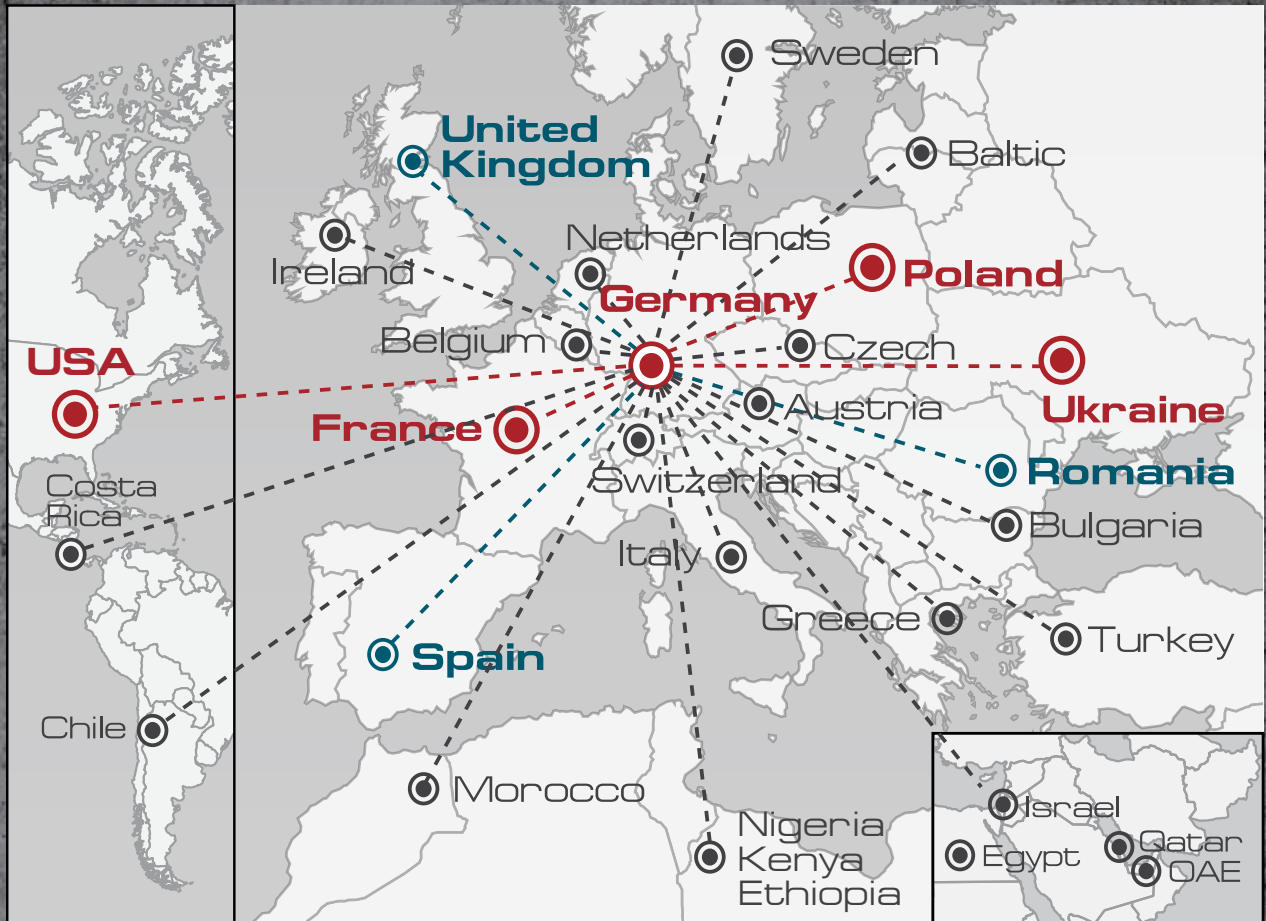 Sweden
United
Kingdom
Baltic
Netherlands
Ireland
Poland
Germany
Belgium
Czech
USA
Austria
Ukraine
France
Switzerland
Romania
Costa
Rica
Bulgaria
Italy
Greece
Turkey
Spain
Chile
Morocco
Nigeria
Kenya
Ethiopia
Israel
Qatar
Egypt
OAE